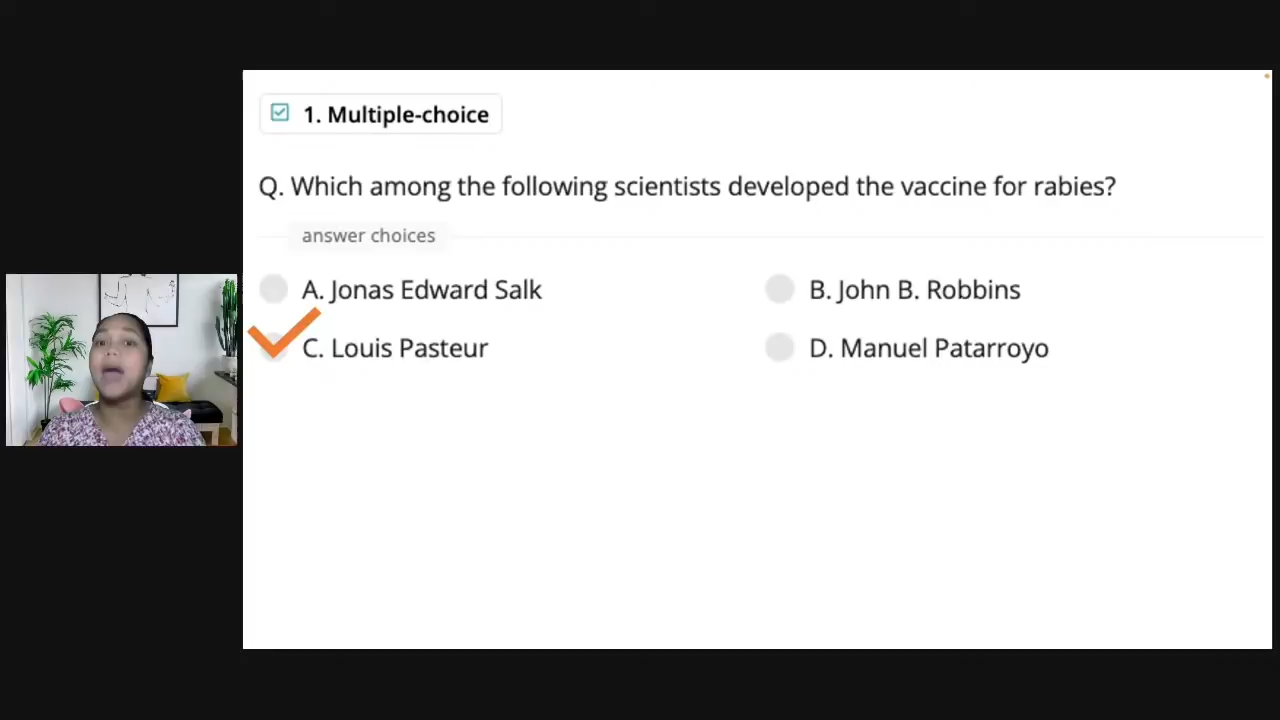 1. Multiple-choice
Q. Which among the following scientists developed the vaccine for rabies?
answer choices
A. Jonas Edward Salk
B. John B. Robbins
C. Louis Pasteur
D. Manuel Patarroyo